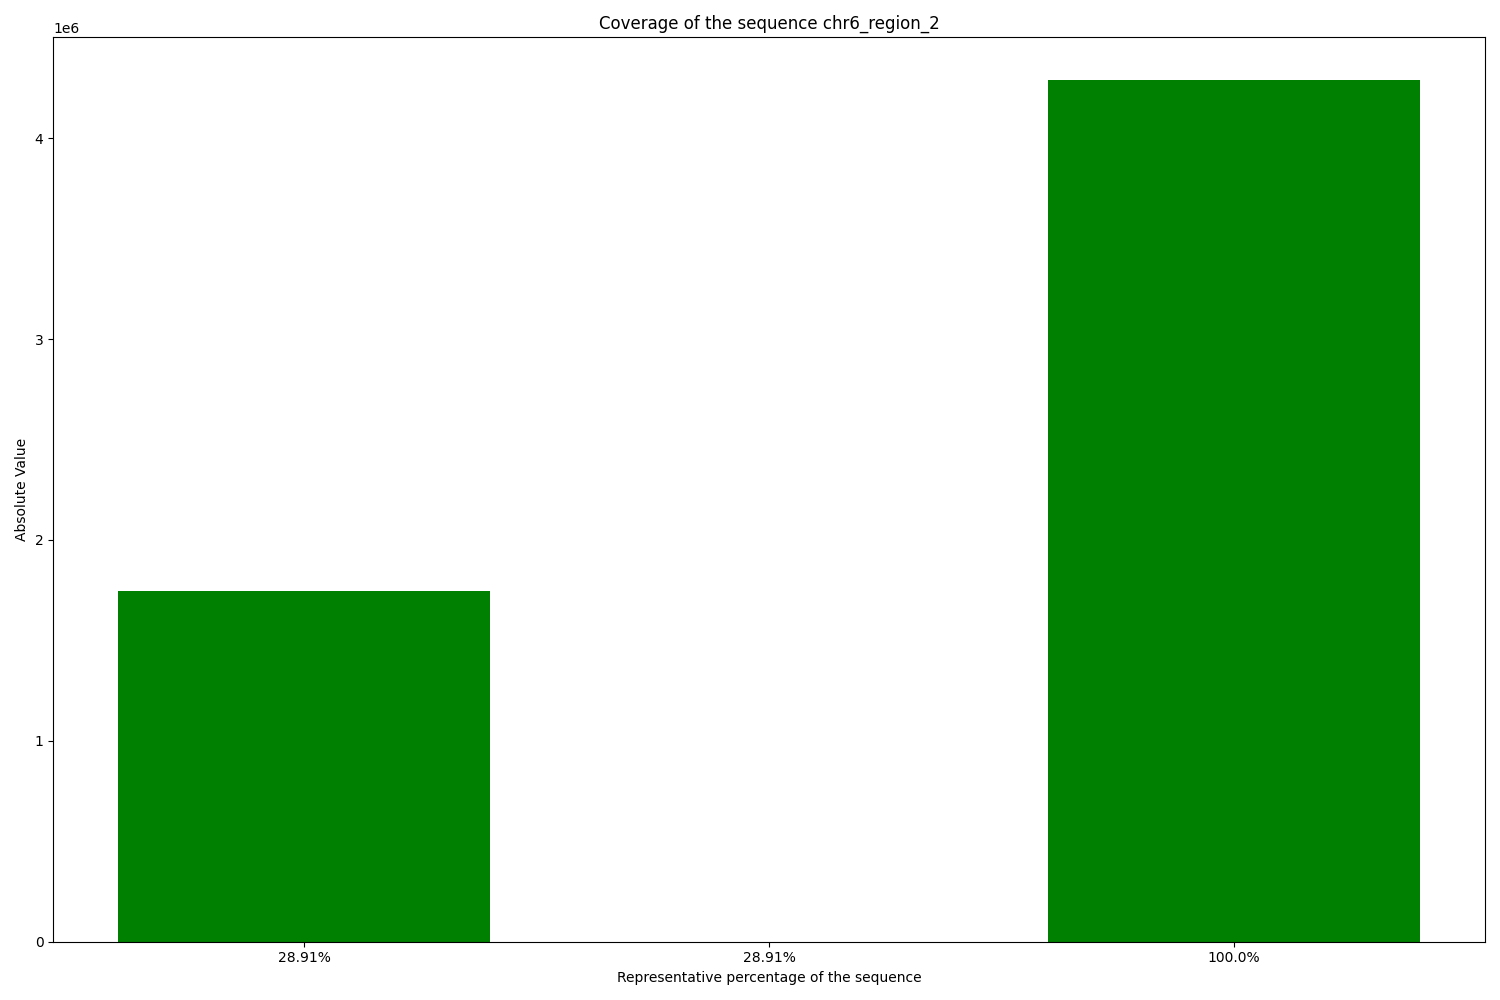 Coverage of the sequence chr6_region_2
1e6
4
3
2
1
0
Absolute Value
28.91% 28.91% 100.0%
Representative percentage of the sequence